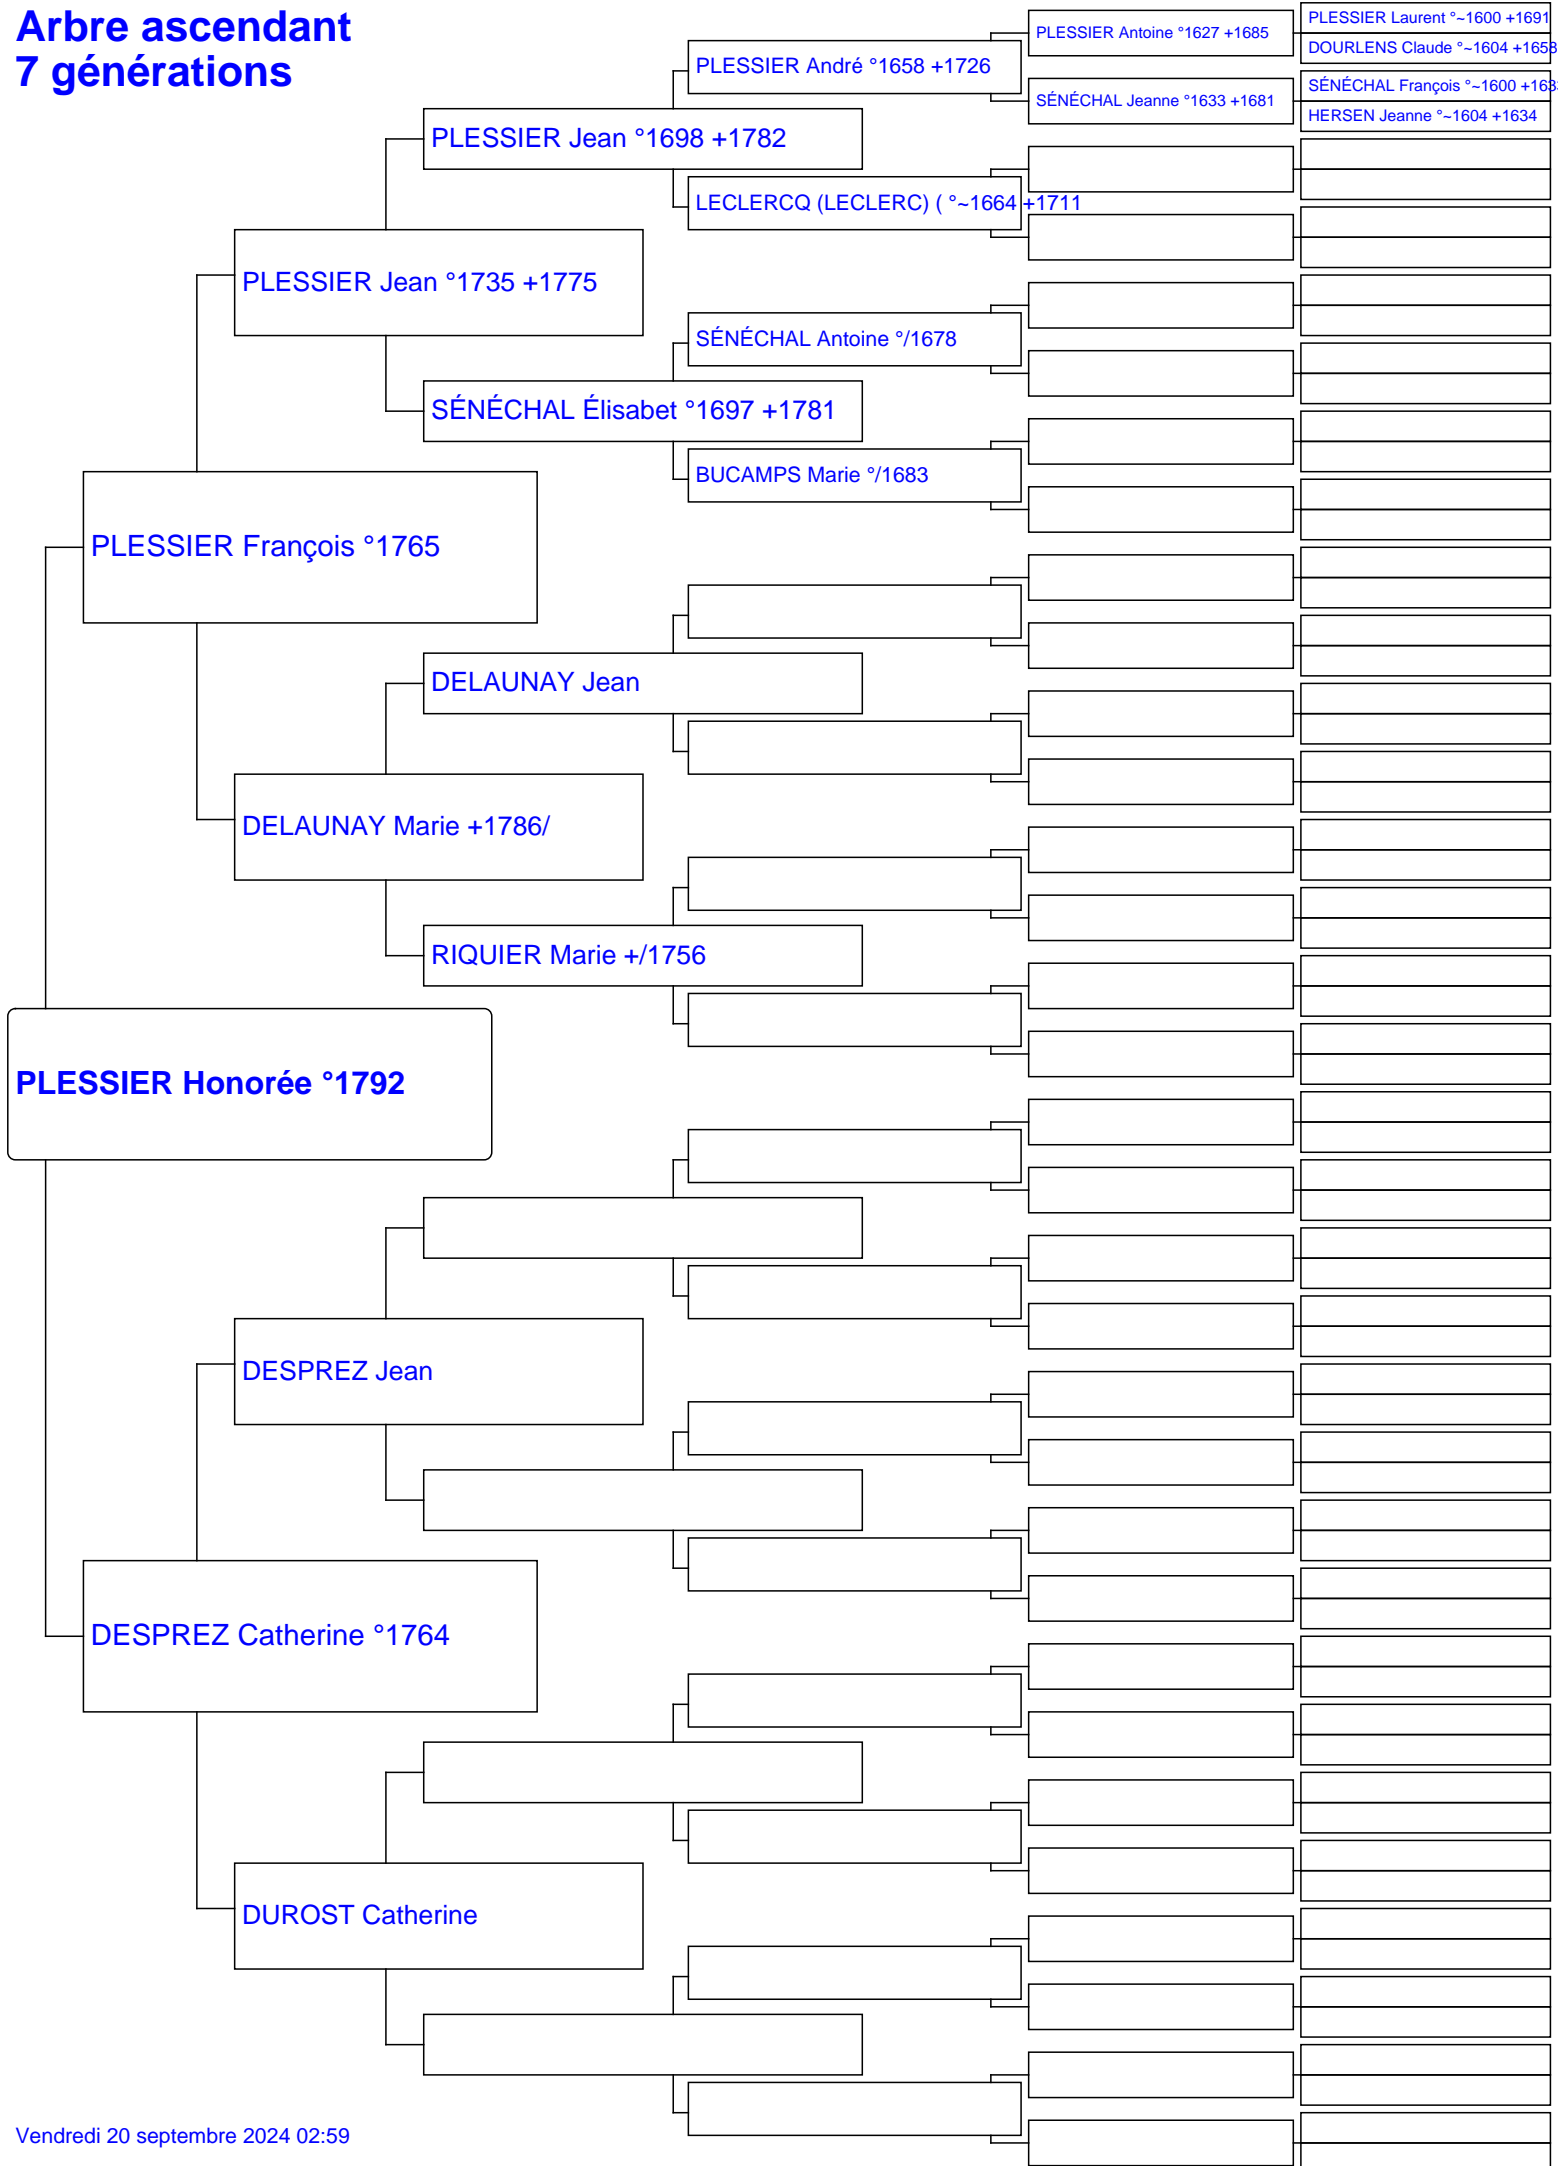 Arbre ascendant
7 générations
PLESSIER Laurent °~1600 +1691
PLESSIER Antoine °1627 +1685
DOURLENS Claude °~1604 +1658
PLESSIER André °1658 +1726
SÉNÉCHAL François °~1600 +163
SÉNÉCHAL Jeanne °1633 +1681
HERSEN Jeanne °~1604 +1634
PLESSIER Jean °1698 +1782
LECLERCQ (LECLERC) ( °~1664 +1711
PLESSIER Jean °1735 +1775
SÉNÉCHAL Antoine °/1678
SÉNÉCHAL Élisabet °1697 +1781
BUCAMPS Marie °/1683
PLESSIER François °1765
DELAUNAY Jean
DELAUNAY Marie +1786/
RIQUIER Marie +/1756
PLESSIER Honorée °1792
DESPREZ Jean
DESPREZ Catherine °1764
DUROST Catherine
Vendredi 20 septembre 2024 02:59